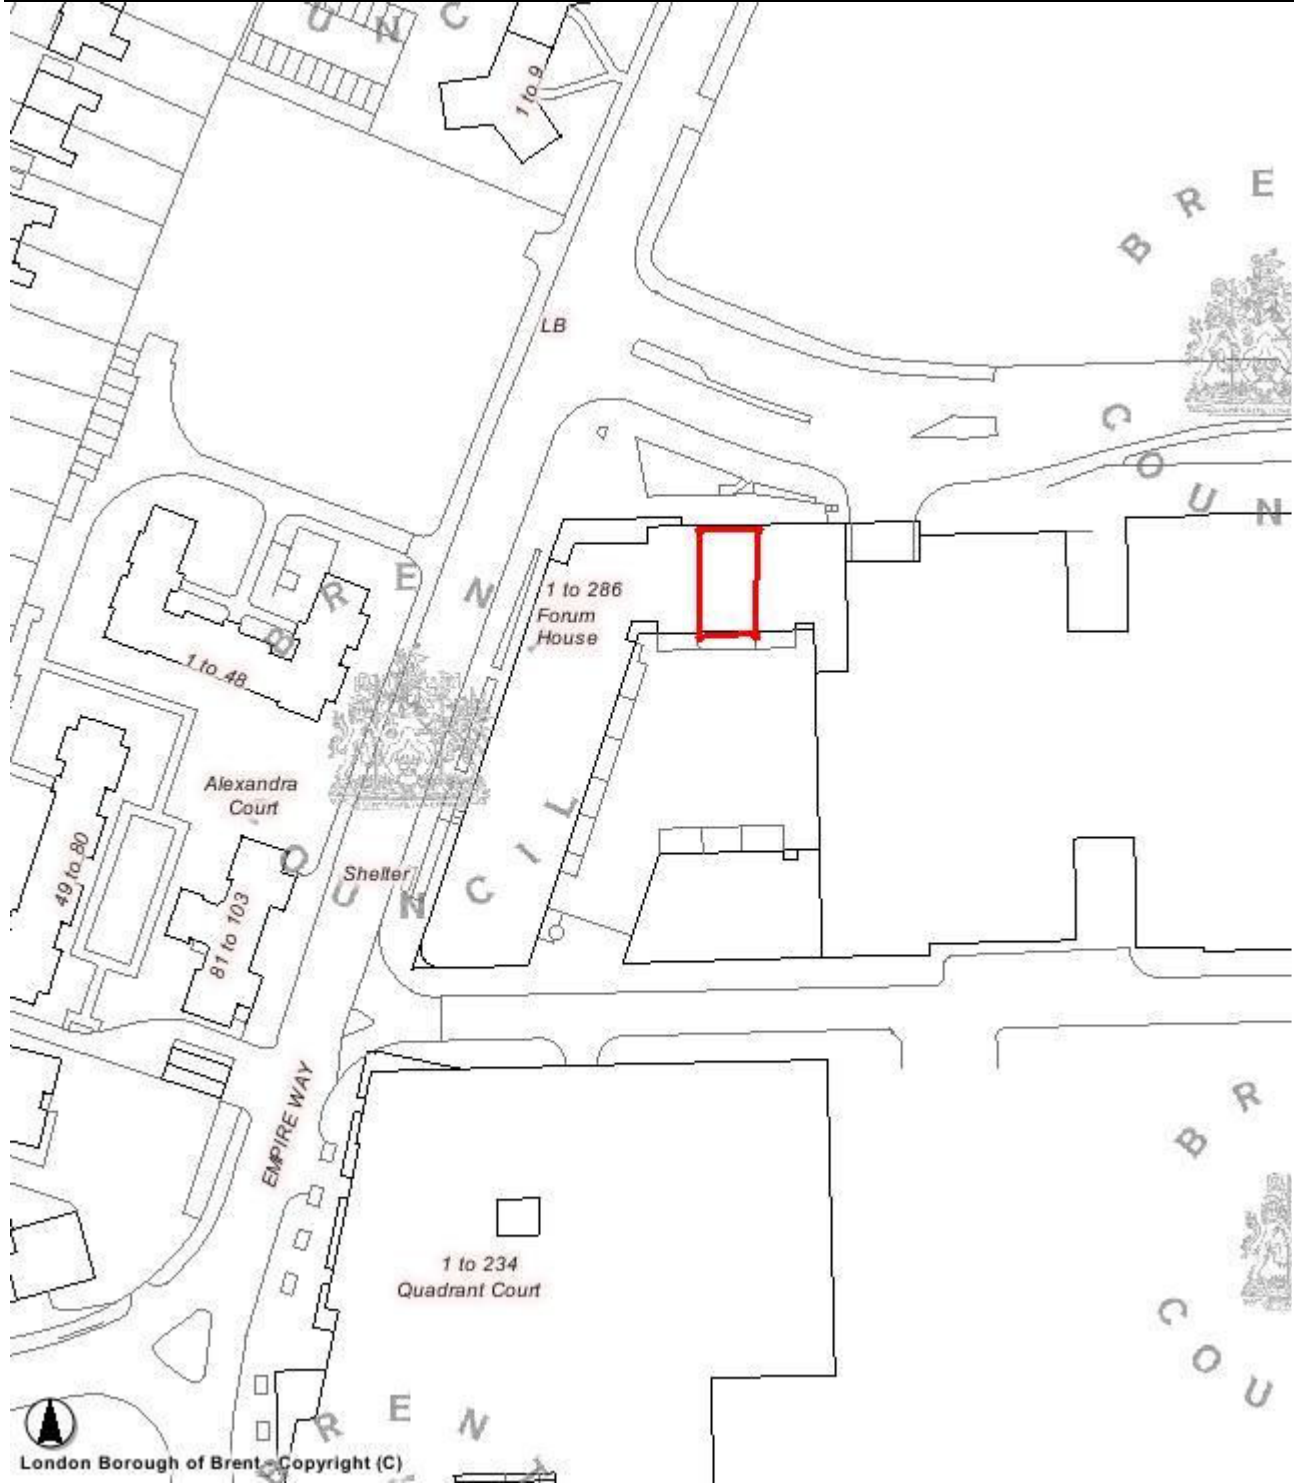 U N C
1 to 9
B R E
LB
C O U N
1 to 286
Forum
House
B R E N
1 to 48
Alexandra
Court
49 to 80
81 to 103
Shelter
O U N C I L
EMPIRE WAY
B R
1 to 234
Quadrant Court
C O U
R E N T
London Borough of Brent - Copyright (C)